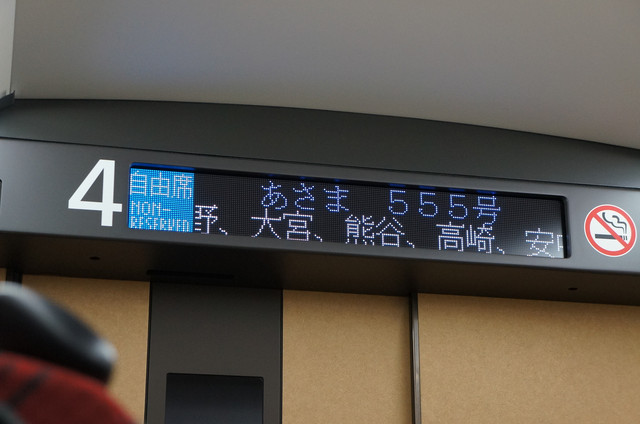 4
自由席
NON-
RESERVED
あさま 555号
野、大宮、熊谷、高崎、安